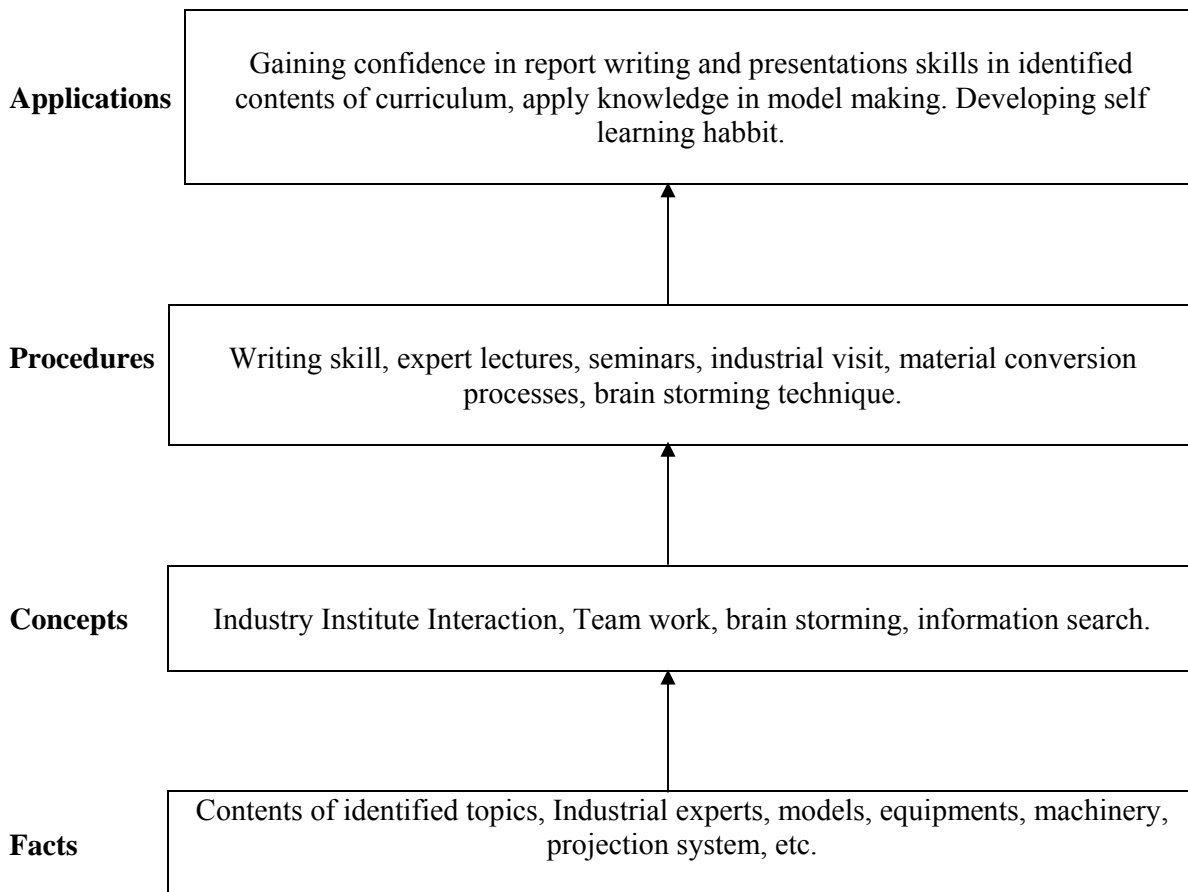 Gaining confidence in report writing and presentations skills in identified
Applications contents of curriculum, apply knowledge in model making. Developing self
learning habbit.
Procedures Writing skill, expert lectures, seminars, industrial visit, material conversion
processes, brain storming technique.
Concepts Industry Institute Interaction, Team work, brain storming, information search.
Contents of identified topics, Industrial experts, models, equipments, machinery,
Facts projection system, etc.